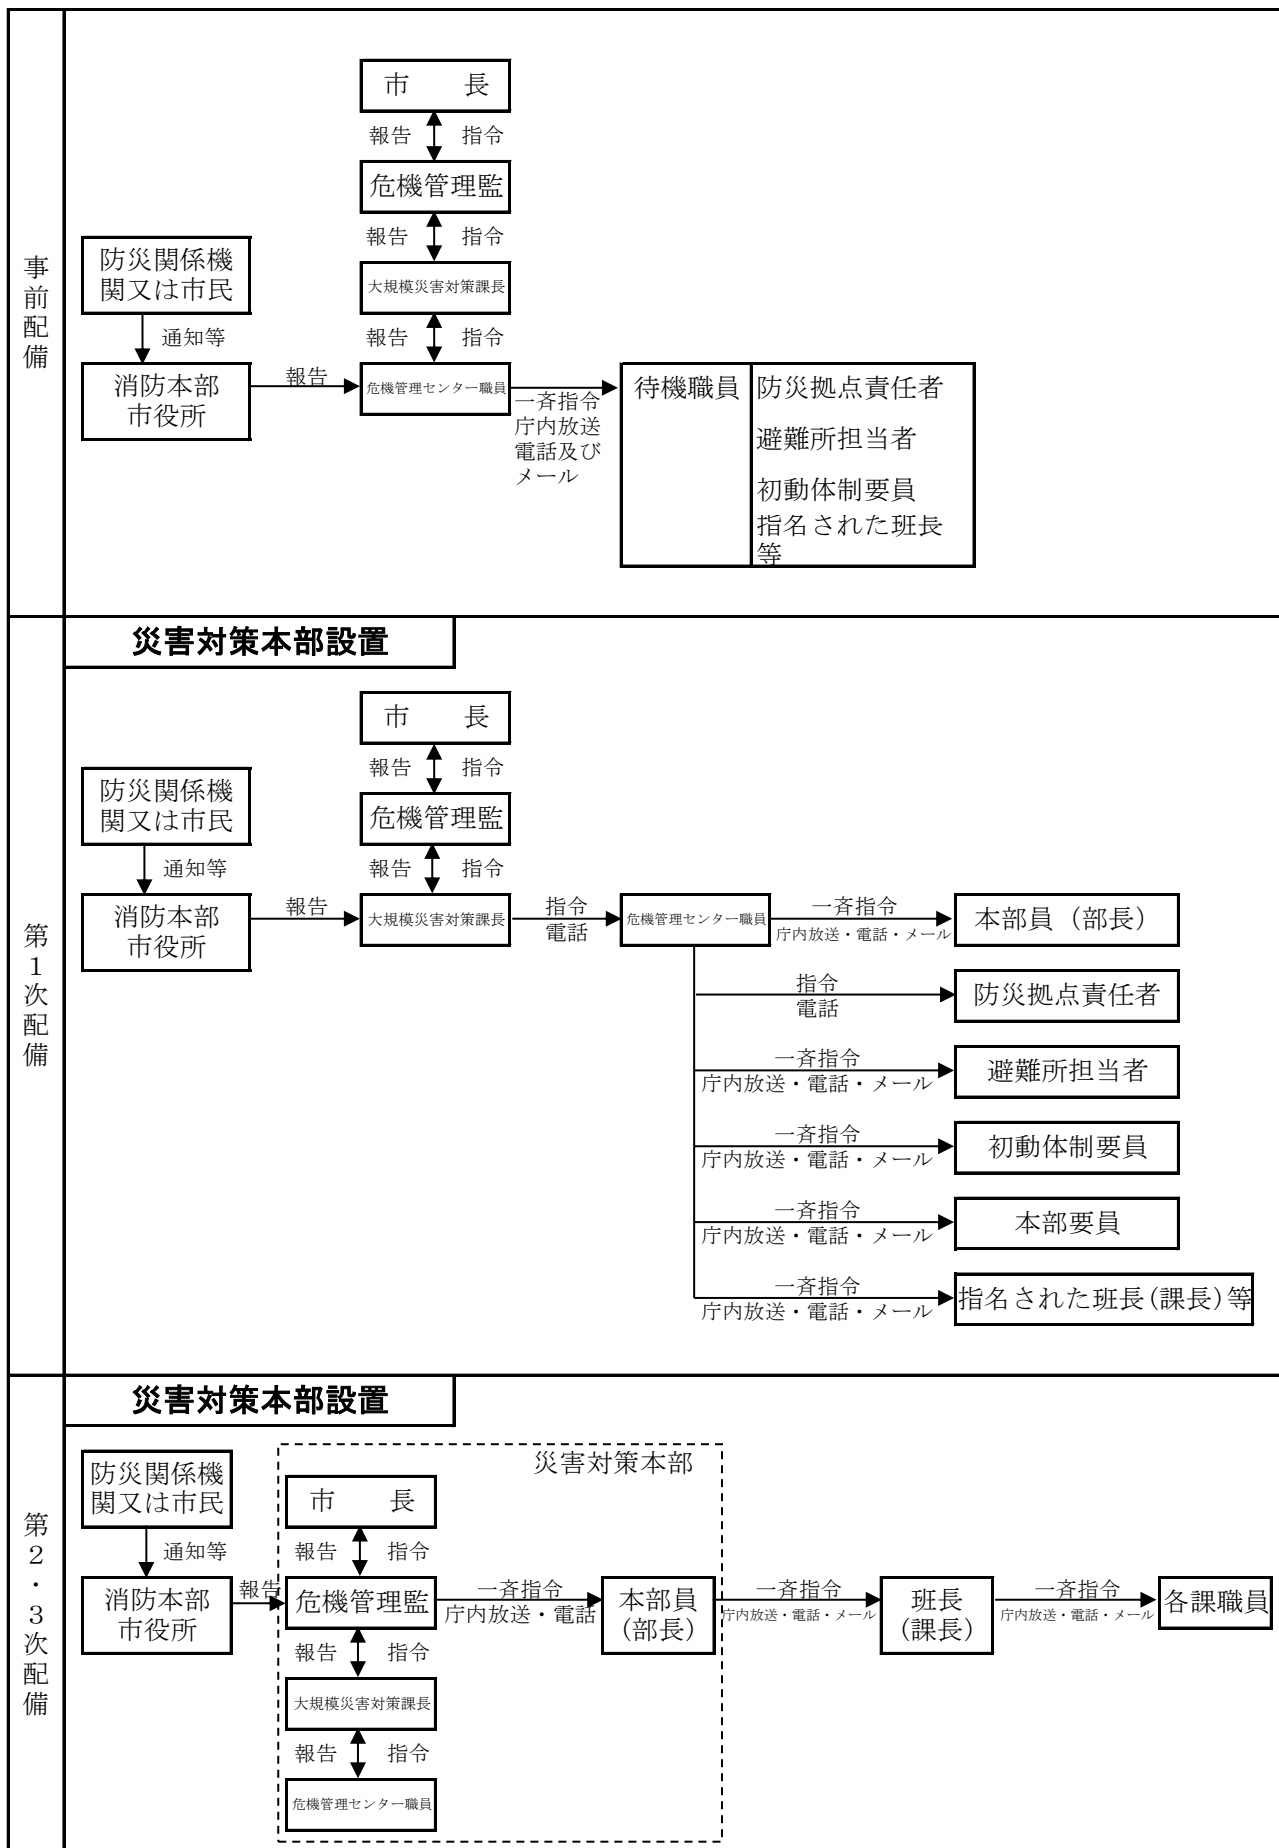 事前配備
市　　長
報告　指令
危機管理監
報告　指令
防災関係機
関又は市民
大規模災害対策課長
通知等
報告　指令
消防本部
市役所
報告
危機管理センター職員
一斉指令
庁内放送
電話及び
メール
待機職員
防災拠点責任者
避難所担当者
初動体制要員
指名された班長
等
第１次配備
災害対策本部設置
市　　長
報告　指令
危機管理監
防災関係機
関又は市民
通知等
報告　指令
消防本部
市役所
報告
大規模災害対策課長
指令
電話
危機管理センター職員
一斉指令
庁内放送・電話・メール
本部員（部長）
指令
電話
防災拠点責任者
一斉指令
庁内放送・電話・メール
避難所担当者
一斉指令
庁内放送・電話・メール
初動体制要員
一斉指令
庁内放送・電話・メール
本部要員
一斉指令
庁内放送・電話・メール
指名された班長(課長)等
第２・３次配備
災害対策本部設置
災害対策本部
防災関係機
関又は市民
市　　長
通知等
報告　指令
消防本部
市役所
報告
危機管理監
一斉指令
庁内放送・電話
本部員
(部長)
一斉指令
庁内放送・電話・メール
班長
(課長)
一斉指令
庁内放送・電話・メール
各課職員
報告　指令
大規模災害対策課長
報告　指令
危機管理センター職員